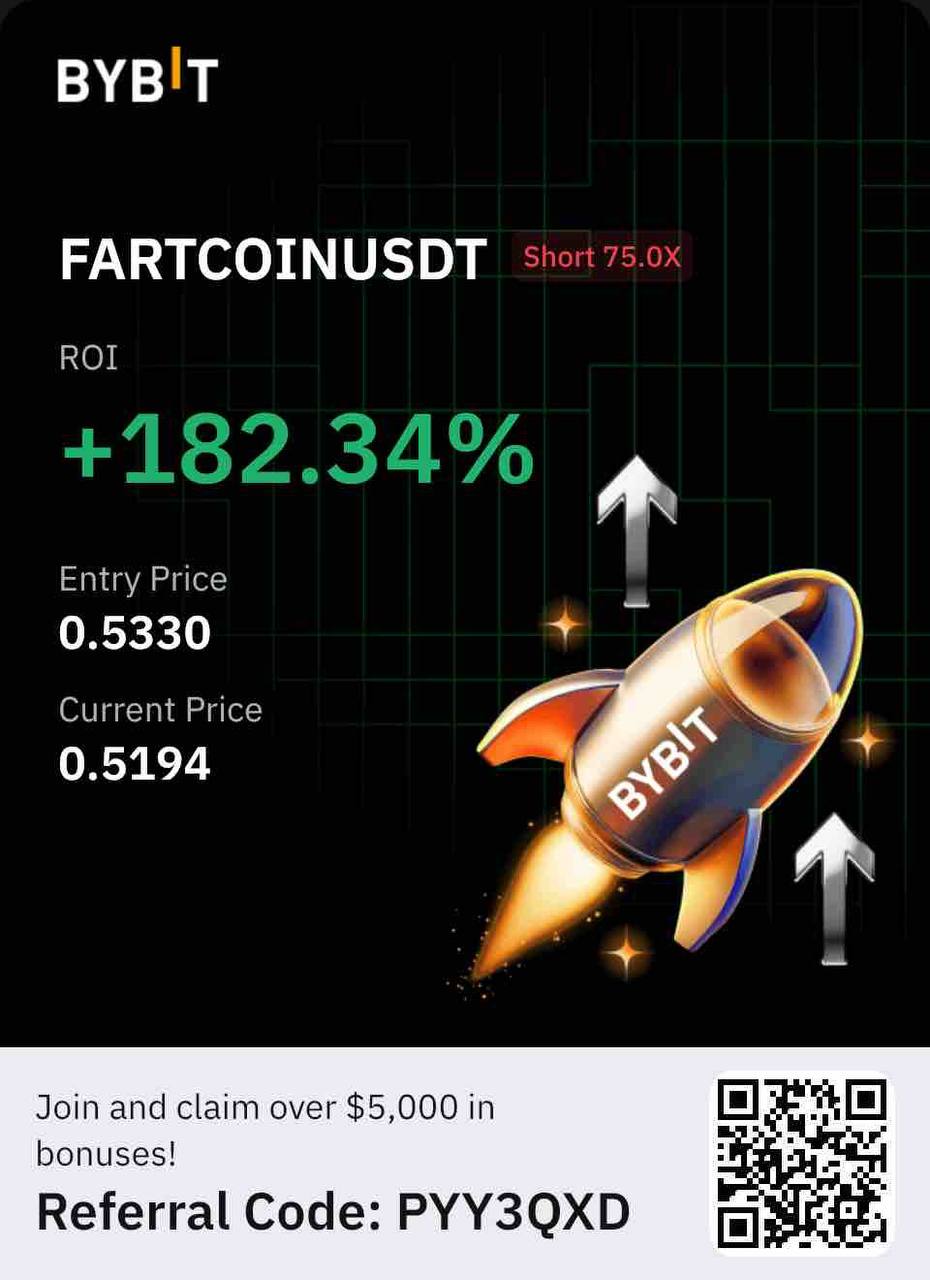 BYBIT
FARTCOINUSDT Short 75.0X
ROI
+182.34%
Entry Price
0.5330
Current Price
0.5194
BYBIT
Join and claim over $5,000 in
bonuses!
Referral Code: PYY3QXD